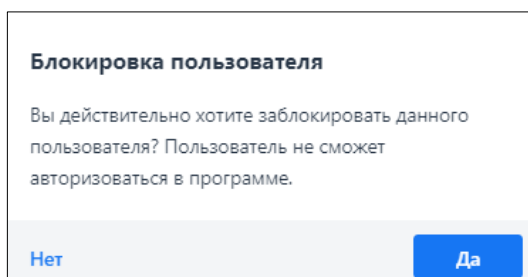 Блокировка пользователя
Вы действительно хотите заблокировать данного
пользователя? Пользователь не сможет
авторизоваться в программе.
Нет
Да